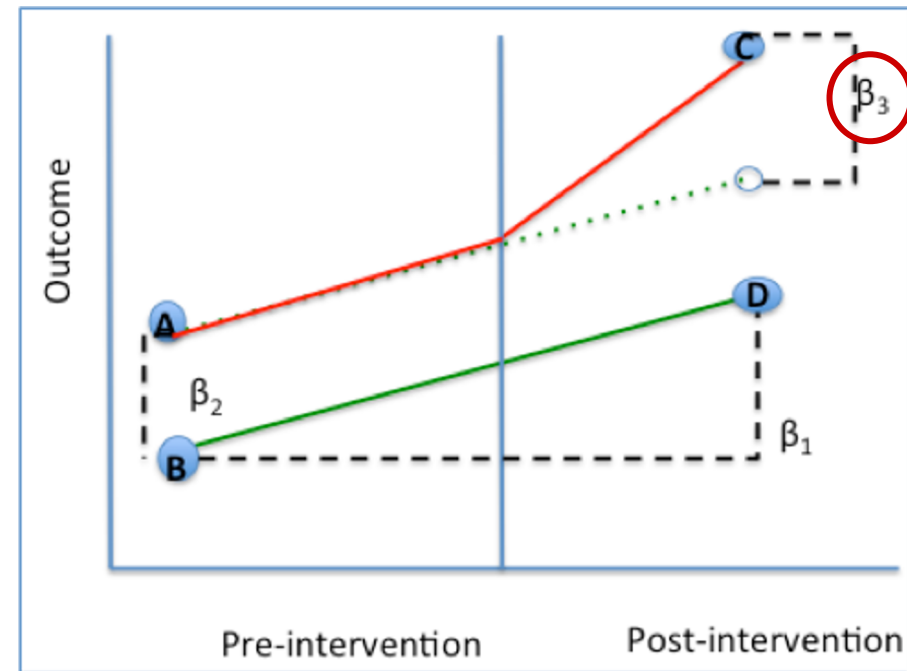 C
β3
Outcome
A
D
β2
β1
B
Pre-intervention
Post-intervention